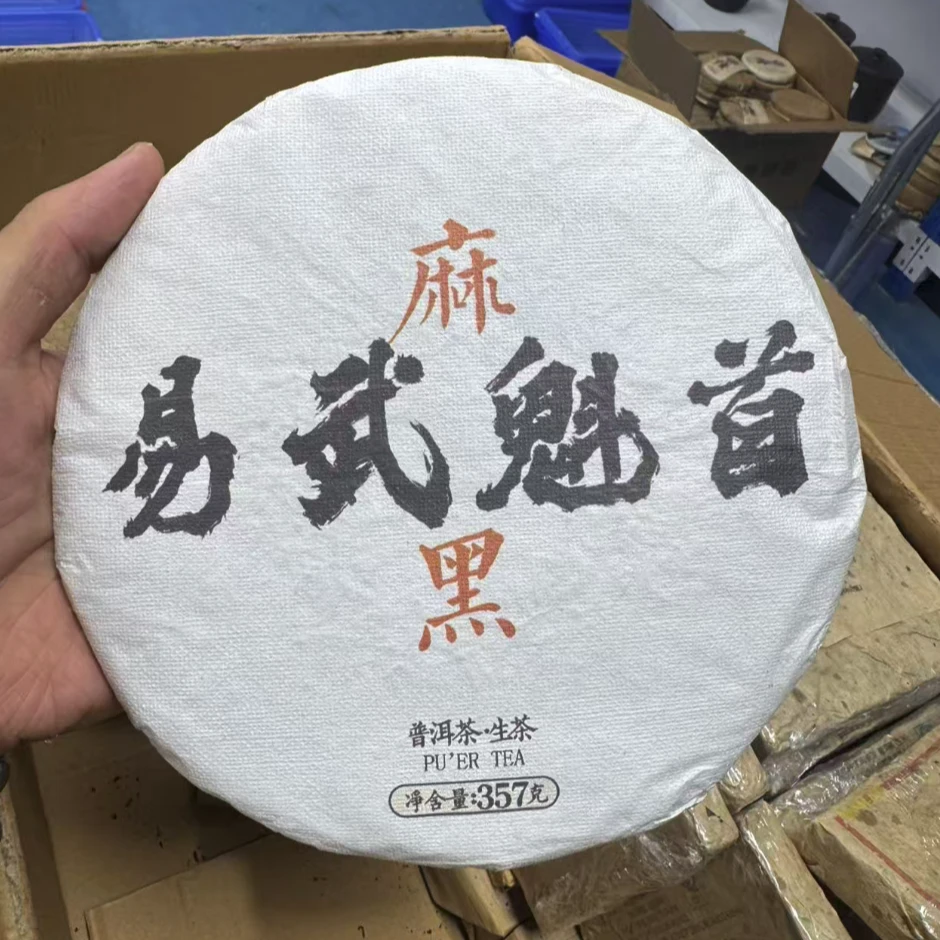 麻
易武魁首
黑
普洱茶·生茶
PU'ER TEA
净含量:357克